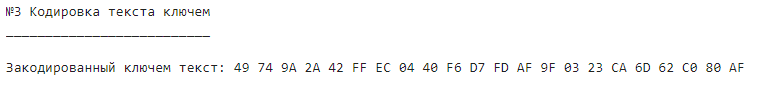 №3 Кодировка текста ключем
__________________________
Закодированный ключем текст: 49 74 9A 2A 42 FF EC 04 40 F6 D7 FD AF 9F 03 23 CA 6D 62 C0 80 AF